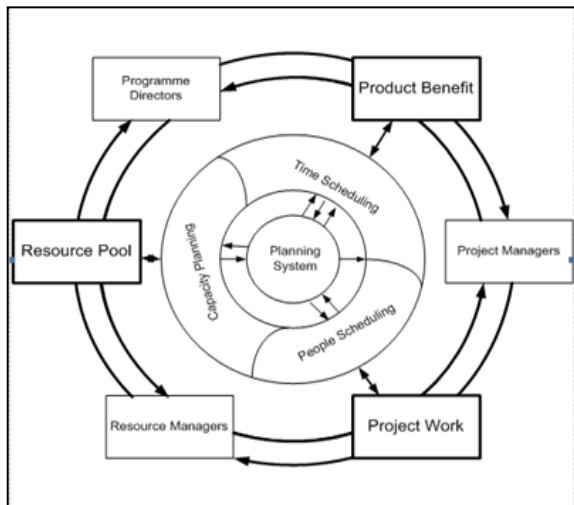 Programme
Directors
Product Benefit
Time Scheduling
Resource Pool
Capacity Planning
Planning
System
Project Managers
People Scheduling
Resource Managers
Project Work